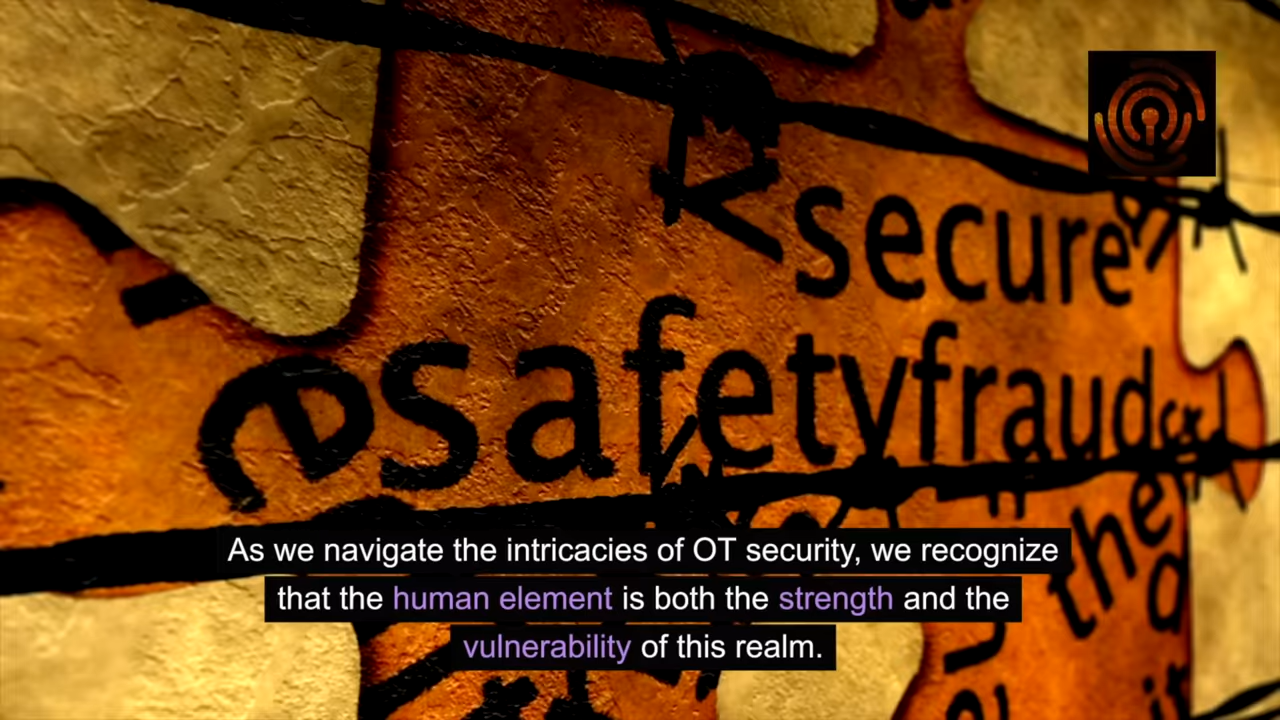 secure
safetyfraud
the
As we navigate the intricacies of OT security, we recognize
that the human element is both the strength and the
vulnerability of this realm.